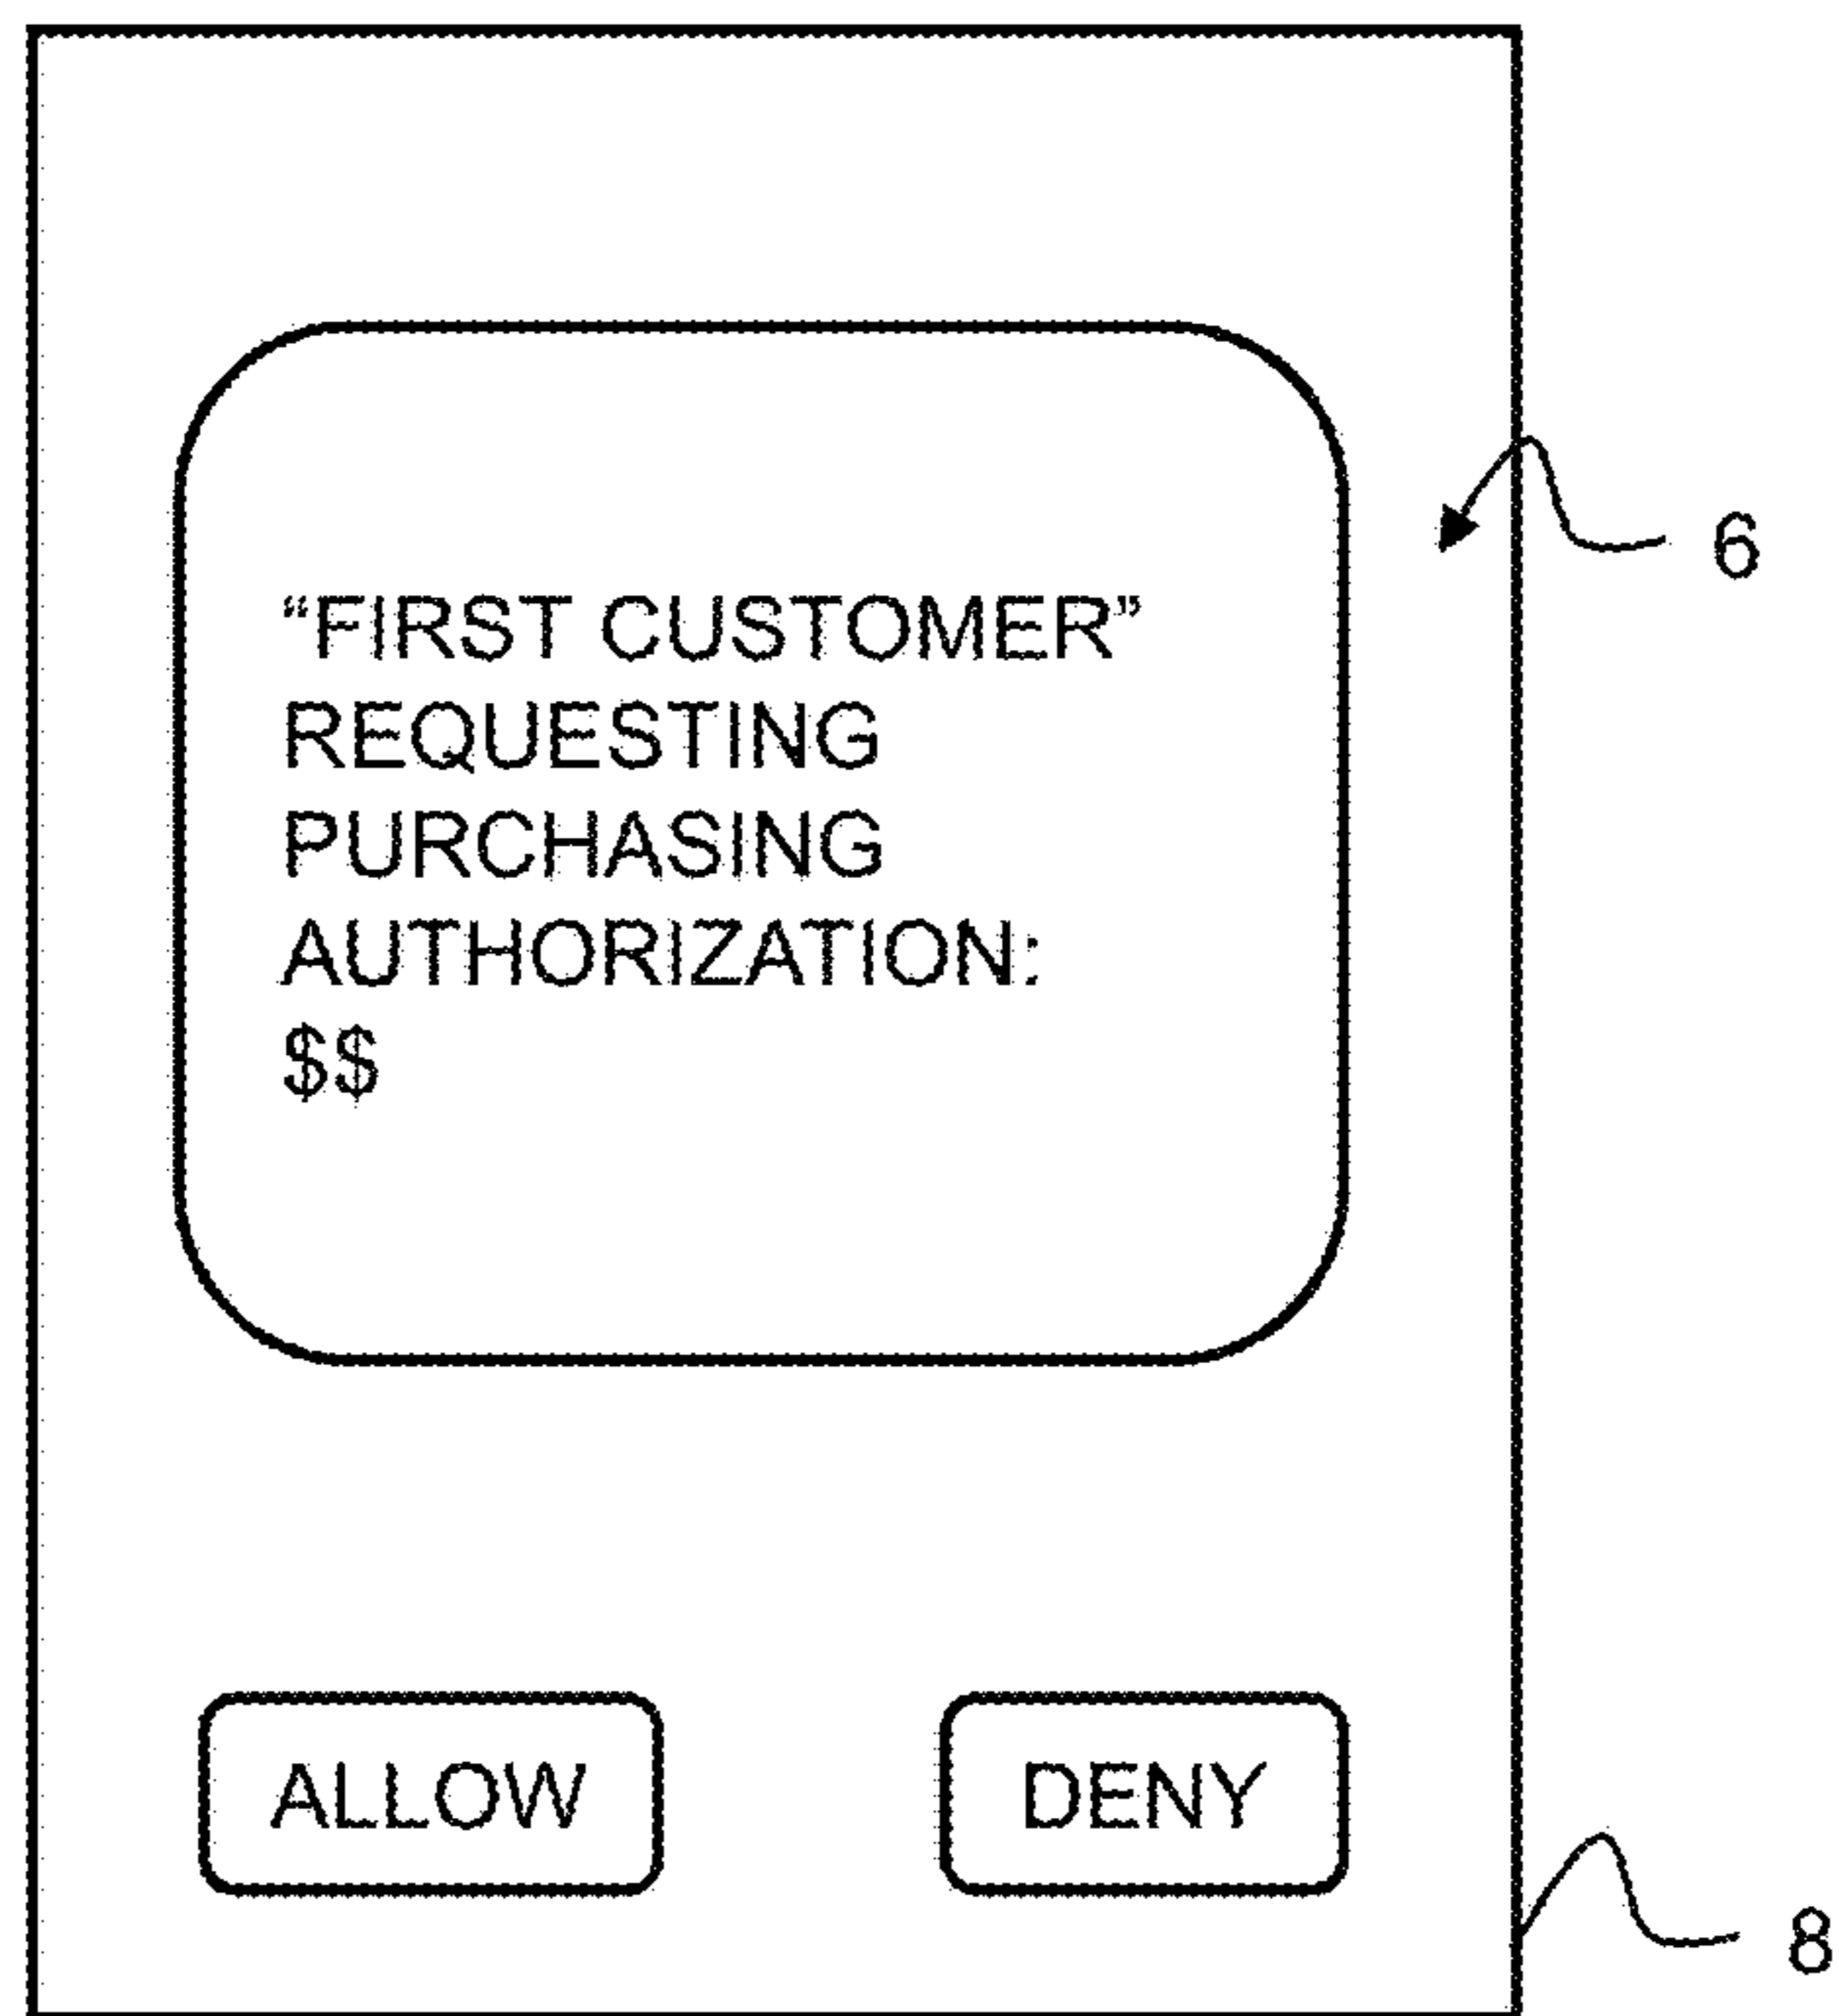 “FIRST CUSTOMER”
REQUESTING
PURCHASING
AUTHORIZATION:
$$
6
ALLOW
DENY
8